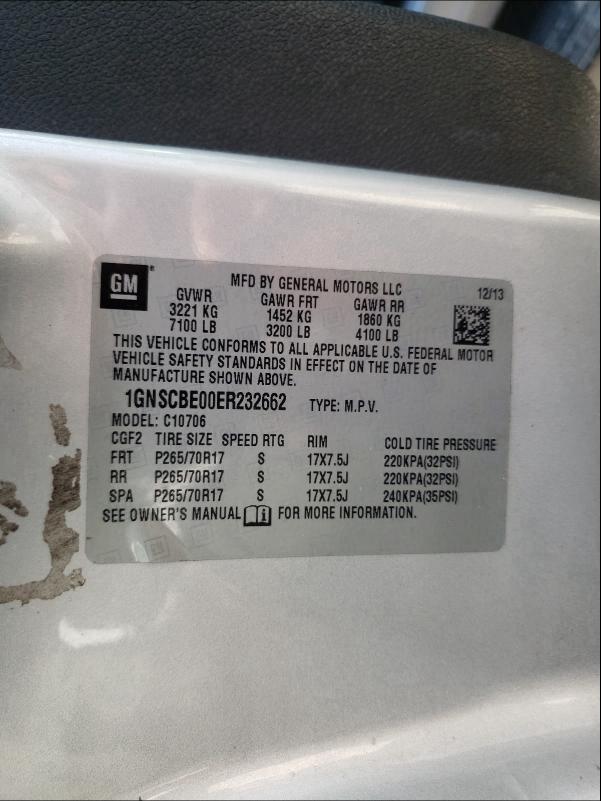 GM
MFD BY GENERAL MOTORS LLC
12/13
GVWR GAWR FRT GAWR RR
3221 KG 1452 KG 1860 KG
7100 LB 3200 LB 4100 LB
THIS VEHICLE CONFORMS TO ALL APPLICABLE U.S. FEDERAL MOTOR
VEHICLE SAFETY STANDARDS IN EFFECT ON THE DATE OF
MANUFACTURE SHOWN ABOVE.
1GNSCBE00ER232662 TYPE: M.P.V.
MODEL: C10706
CGF2 TIRE SIZE SPEED RTG RIM COLD TIRE PRESSURE
FRT P265/70R17 S 17X7.5J 220KPA(32PSI)
RR P265/70R17 S 17X7.5J 220KPA(32PSI)
SPA P265/70R17 S 17X7.5J 240KPA(35PSI)
SEE OWNER'S MANUAL FOR MORE INFORMATION.